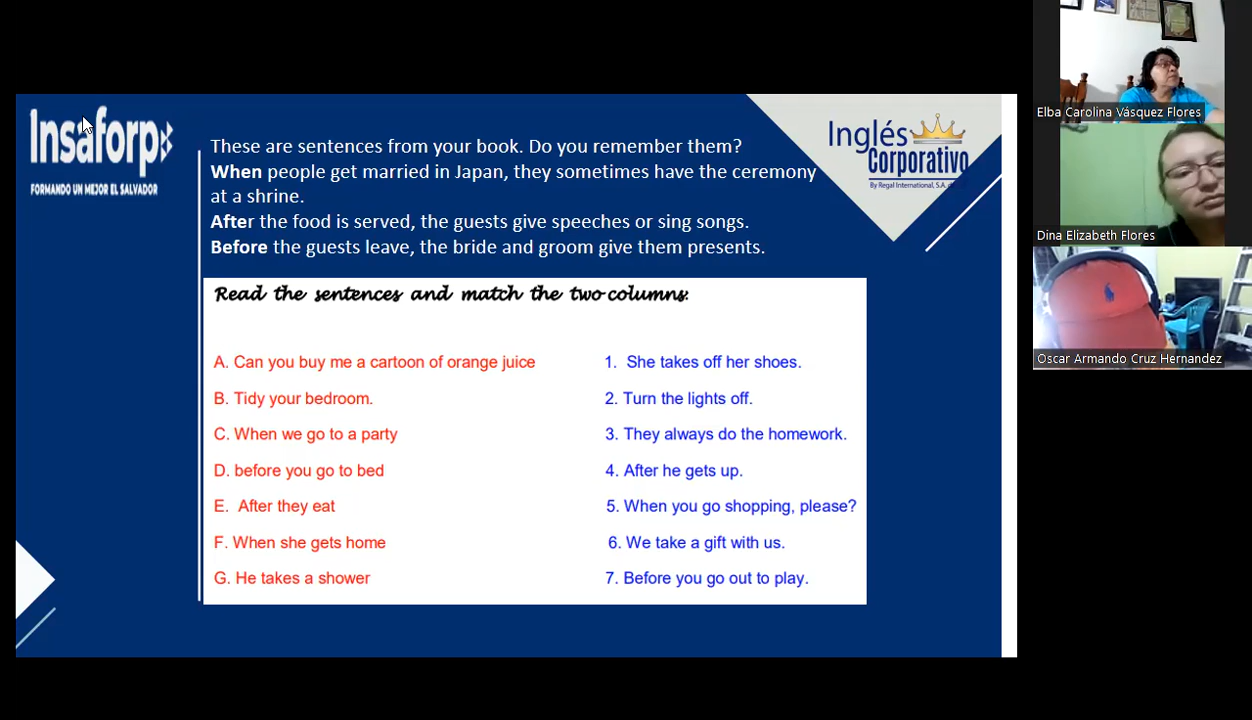 Insaforp
FORMANDO UN MEJOR EL SALVADOR
Inglés
Corporativo
By Regal International, S.A.
These are sentences from your book. Do you remember them?
When people get married in Japan, they sometimes have the ceremony
at a shrine.
After the food is served, the guests give speeches or sing songs.
Before the guests leave, the bride and groom give them presents.
Read the sentences and match the two columns:
A. Can you buy me a cartoon of orange juice
B. Tidy your bedroom.
C. When we go to a party
D. before you go to bed
E. After they eat
F. When she gets home
G. He takes a shower
1. She takes off her shoes.
2. Turn the lights off.
3. They always do the homework.
4. After he gets up.
5. When you go shopping, please?
6. We take a gift with us.
7. Before you go out to play.
Elba Carolina Vásquez Flores
Dina Elizabeth Flores
Oscar Armando Cruz Hernandez